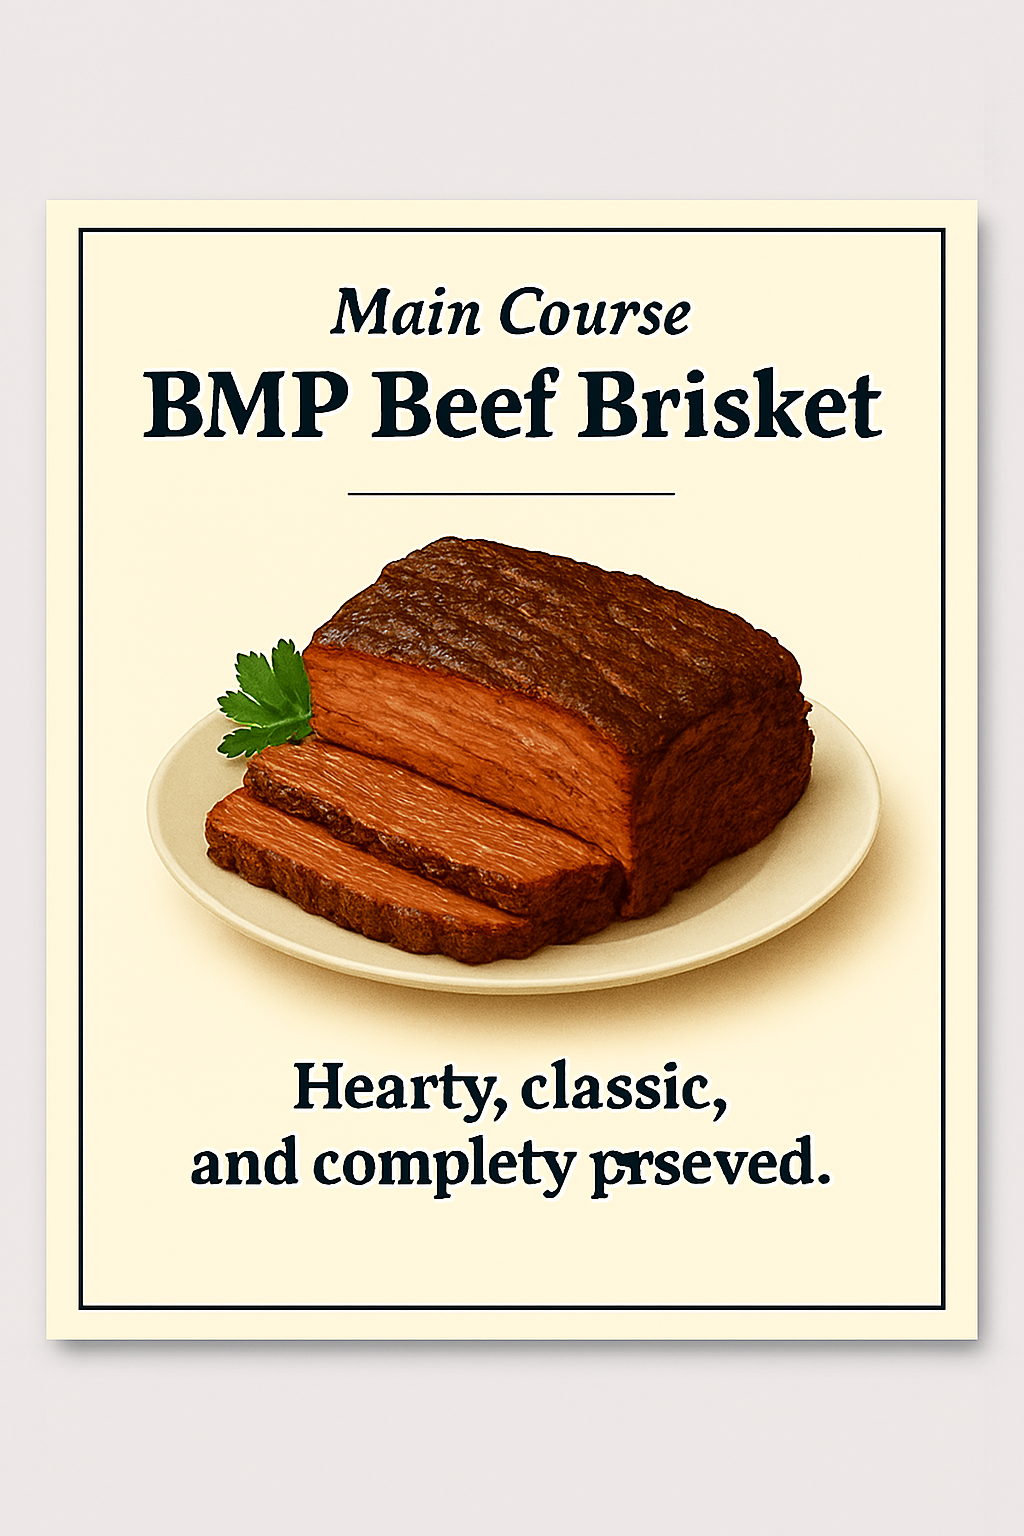 Main Course
BMP Beef Brisket
Hearty, classic,
and complety prseved.